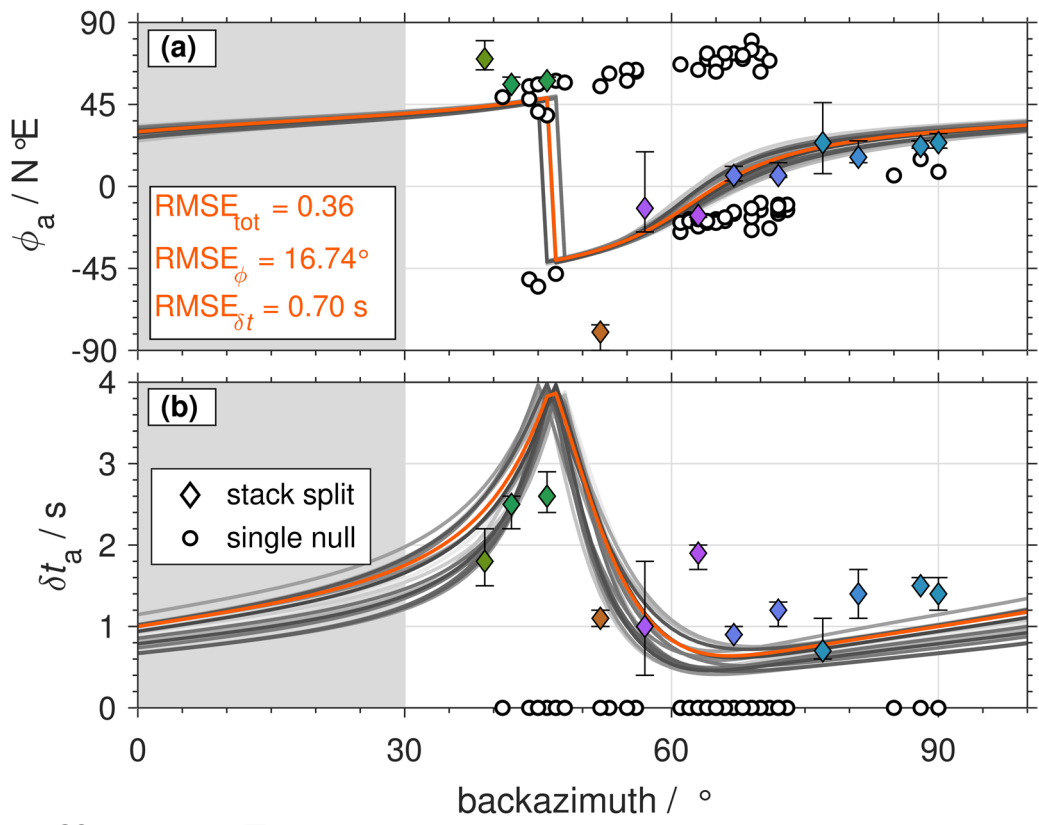 90
(a)
45
ϕa / N °E
0
RMSEtot = 0.36
RMSEϕ = 16.74°
-45
RMSEδt = 0.70 s
-90
4
(b)
3
stack split
δta / s
single null
2
1
0
0 30 60 90
backazimuth / °